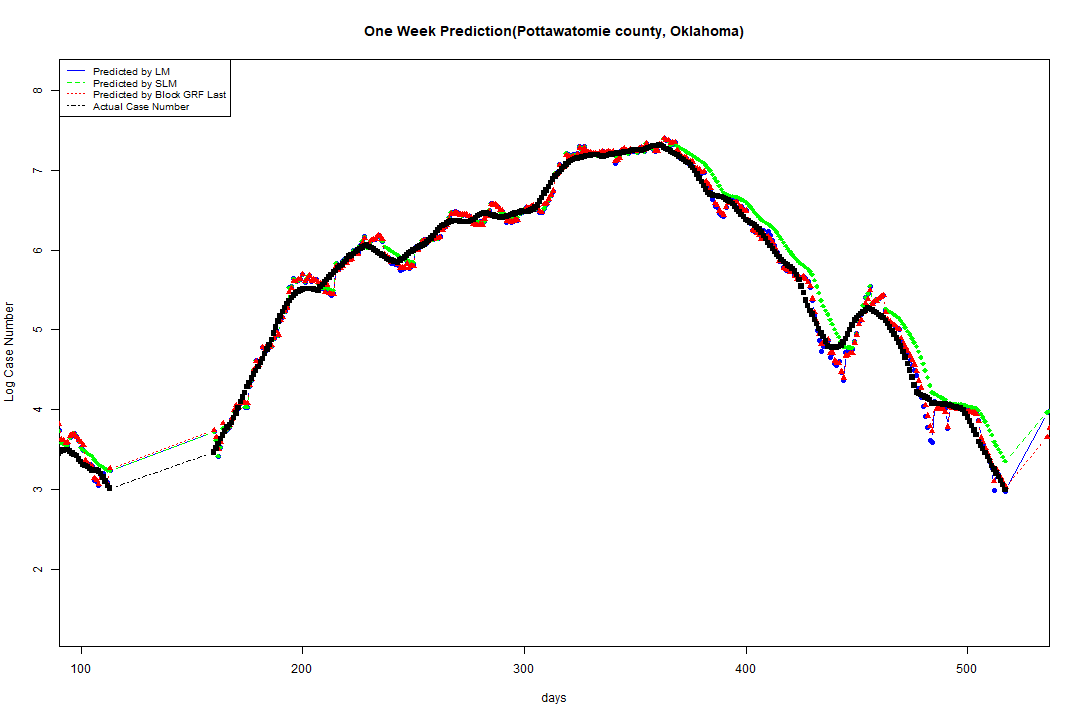 One Week Prediction(Pottawatomie county, Oklahoma)
Predicted by LM
Predicted by SLM
Predicted by Block GRF Last
Actual Case Number
8
7
6
5
4
3
2
Log Case Number
100 200 300 400 500
days